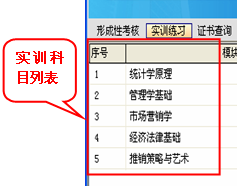 形成性考核 实训练习 证书查询
序号 模块
实训科
目列表
1 统计学原理
2 管理学基础
3 市场营销学
4 经济法律基础
5 推销策略与艺术